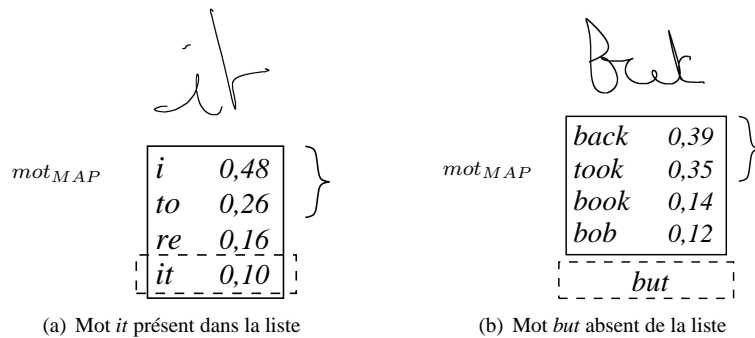 it
But
mot_MAP
i 0,48
to 0,26
re 0,16
it 0,10
mot_MAP
back 0,39
took 0,35
book 0,14
bob 0,12
but
(a) Mot it présent dans la liste
(b) Mot but absent de la liste